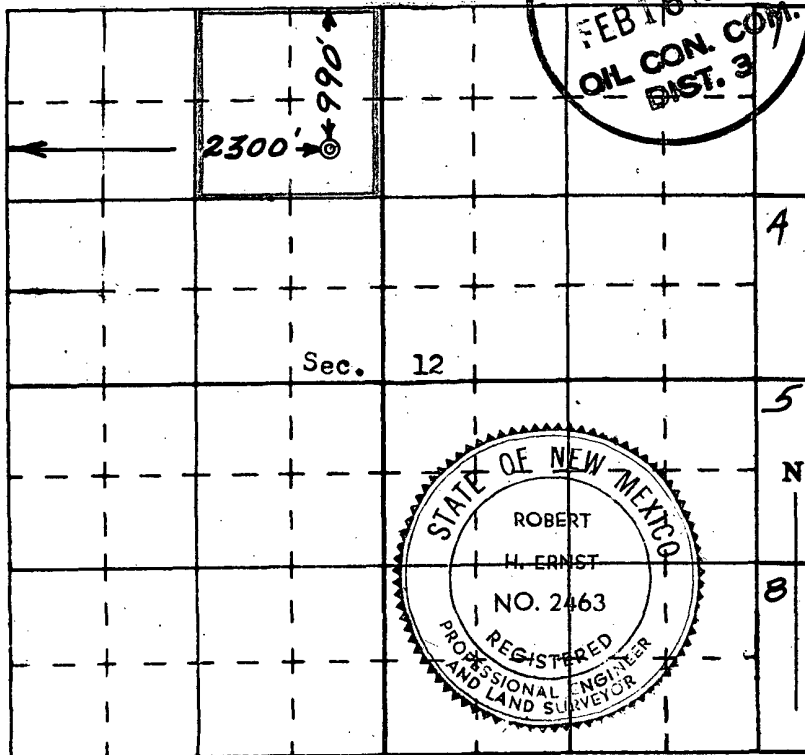 FEB 16
OIL CON. COM.
DIST. 3
990'
2300'
4
Sec. 12
5
N
STATE OF NEW MEXICO
ROBERT
H. ERNST
NO. 2463
REGISTERED
PROFESSIONAL ENGINEER
AND LAND SURVEYOR
8